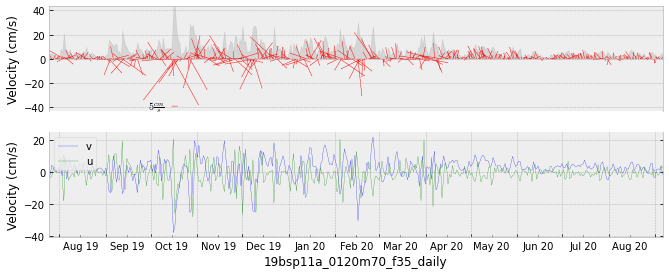 Velocity (cm/s)
40
20
0
−20
−40
5 cm/s
Velocity (cm/s)
20
0
−20
−40
v
u
Aug 19 Sep 19 Oct 19 Nov 19 Dec 19 Jan 20 Feb 20 Mar 20 Apr 20 May 20 Jun 20 Jul 20 Aug 20
19bsp11a_0120m70_f35_daily